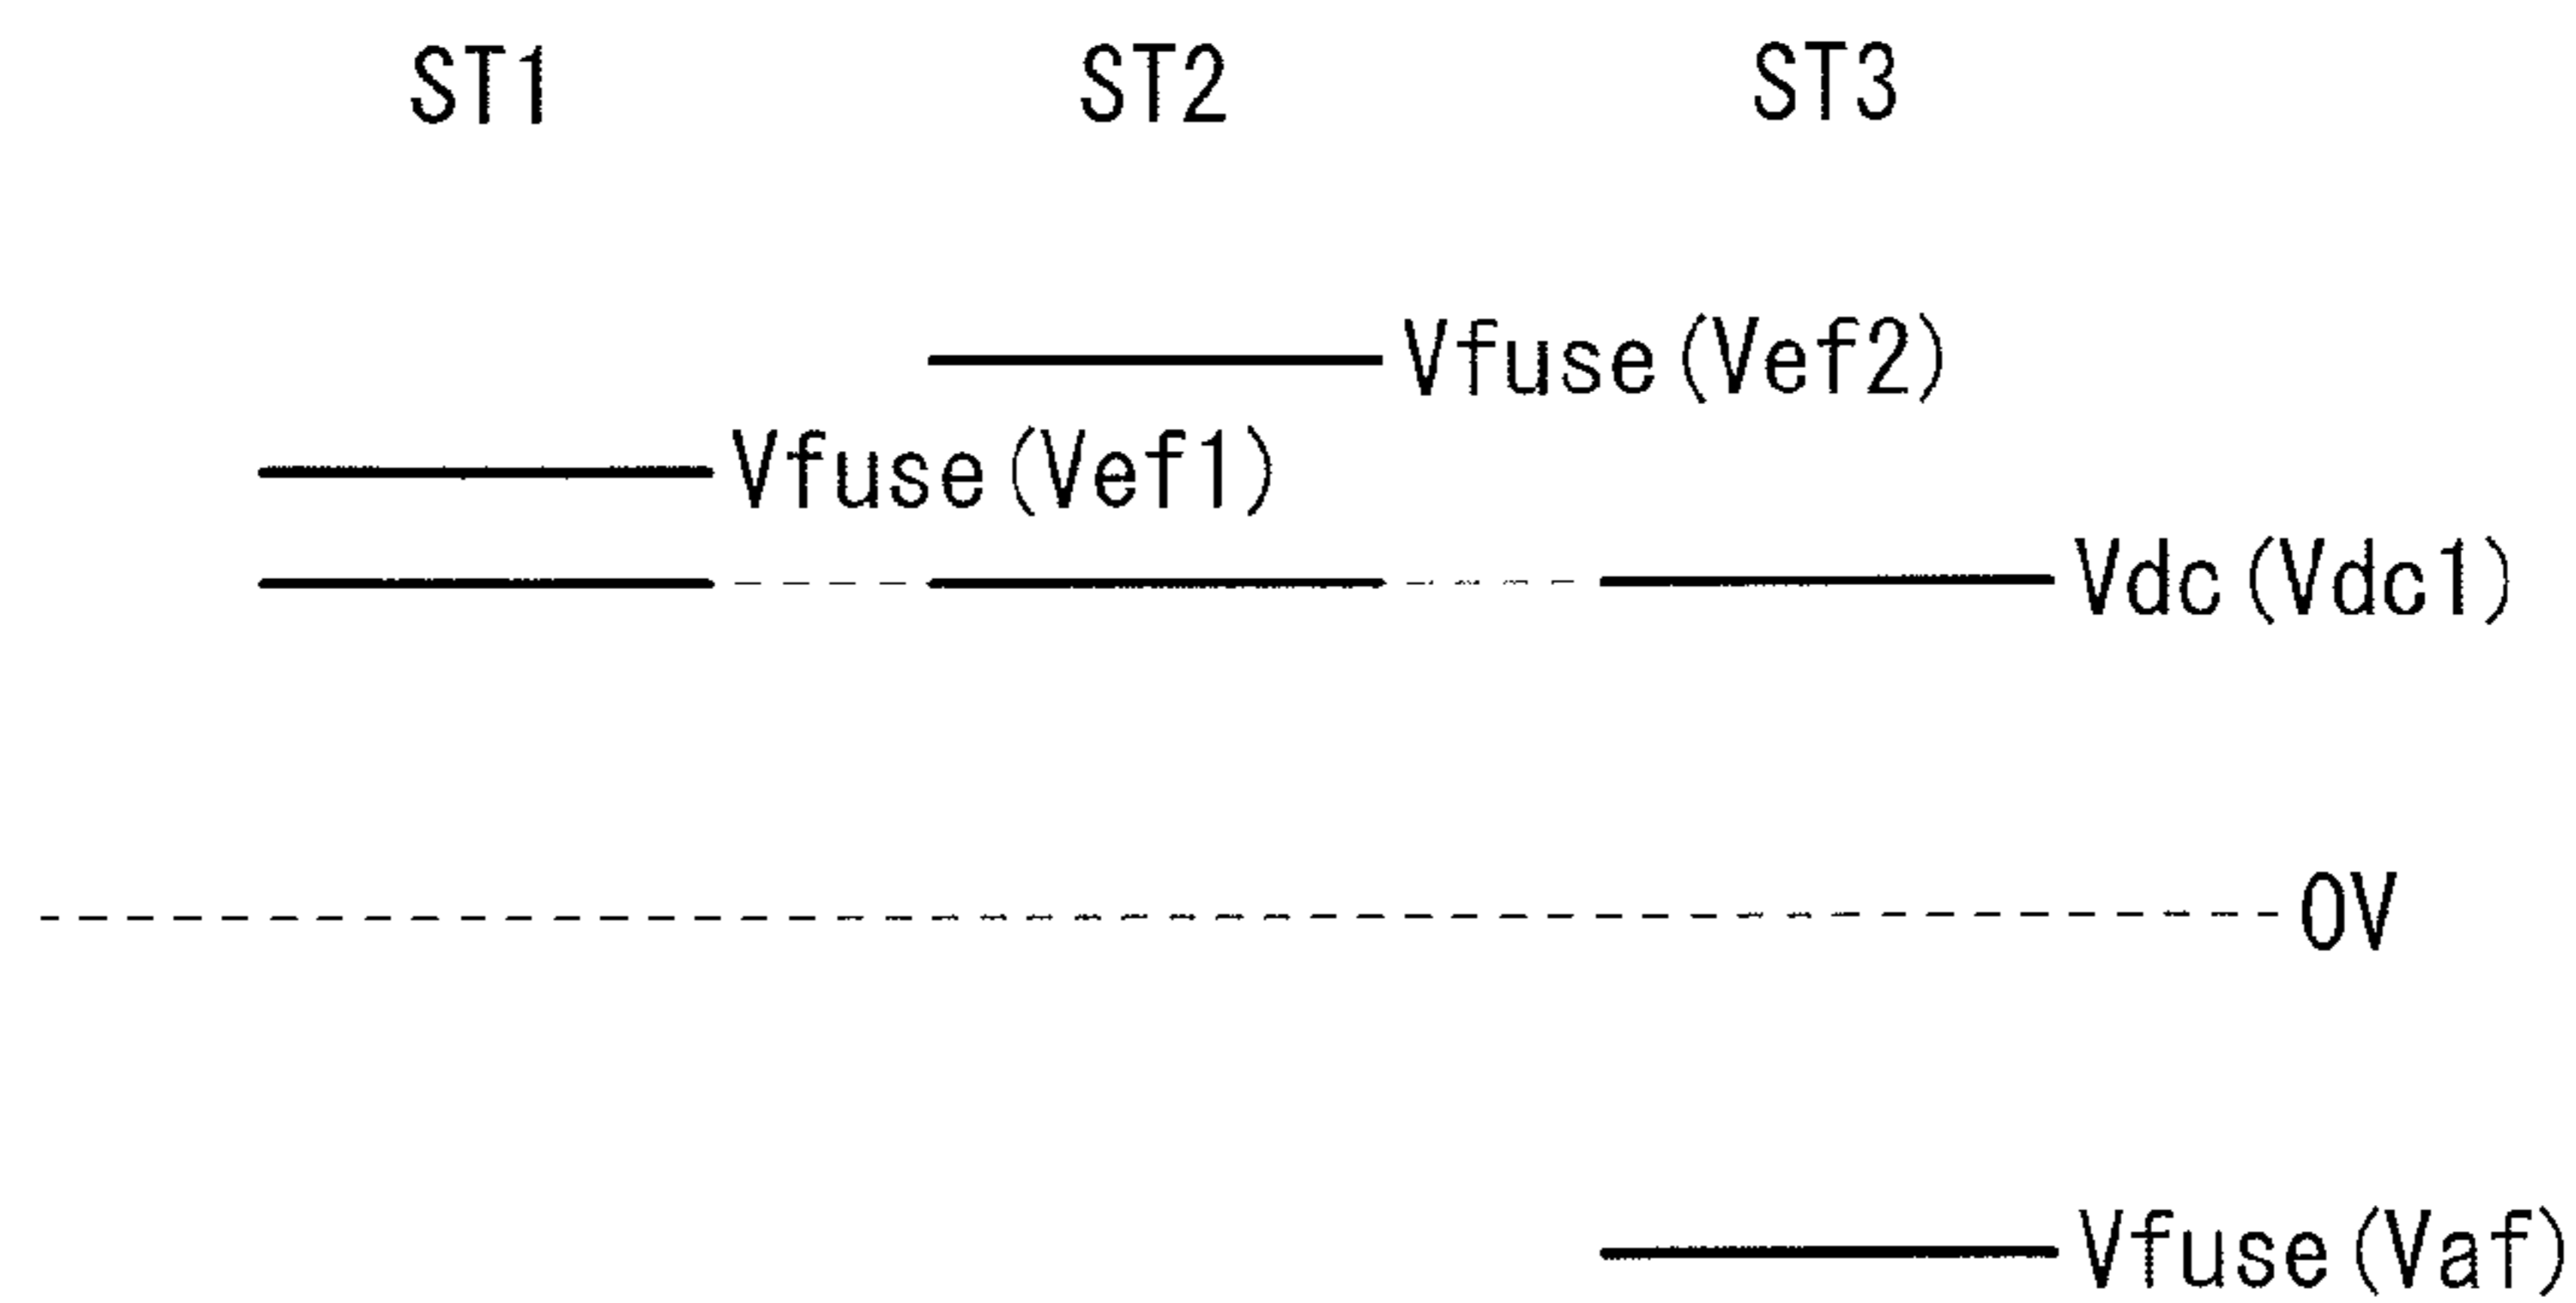 ST1 ST2 ST3
Vfuse(Vef2)
Vfuse(Vef1)
Vdc(Vdc1)
0V
Vfuse(Vaf)